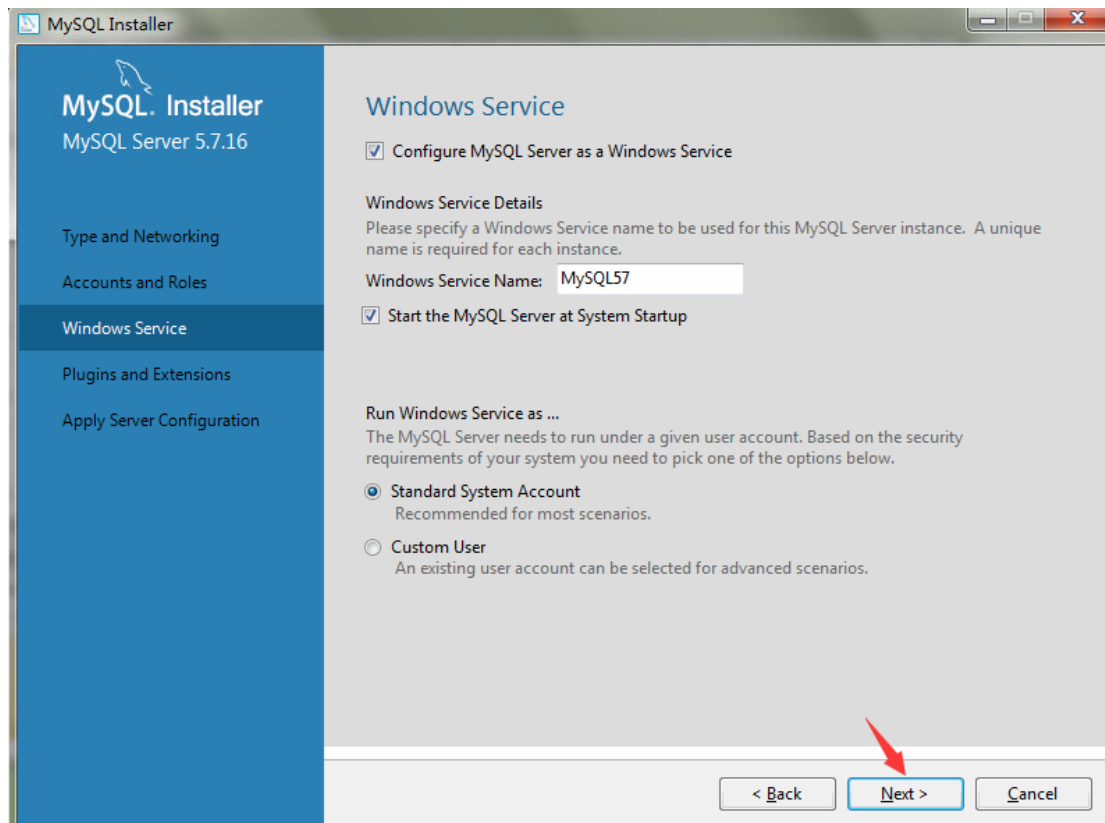 MySQL Installer
MySQL. Installer
MySQL Server 5.7.16
Type and Networking
Accounts and Roles
Windows Service
Plugins and Extensions
Apply Server Configuration
Windows Service
Configure MySQL Server as a Windows Service
Windows Service Details
Please specify a Windows Service name to be used for this MySQL Server instance. A unique
name is required for each instance.
Windows Service Name: MySQL57
Start the MySQL Server at System Startup
Run Windows Service as ...
The MySQL Server needs to run under a given user account. Based on the security
requirements of your system you need to pick one of the options below.
Standard System Account
Recommended for most scenarios.
Custom User
An existing user account can be selected for advanced scenarios.
< Back Next > Cancel